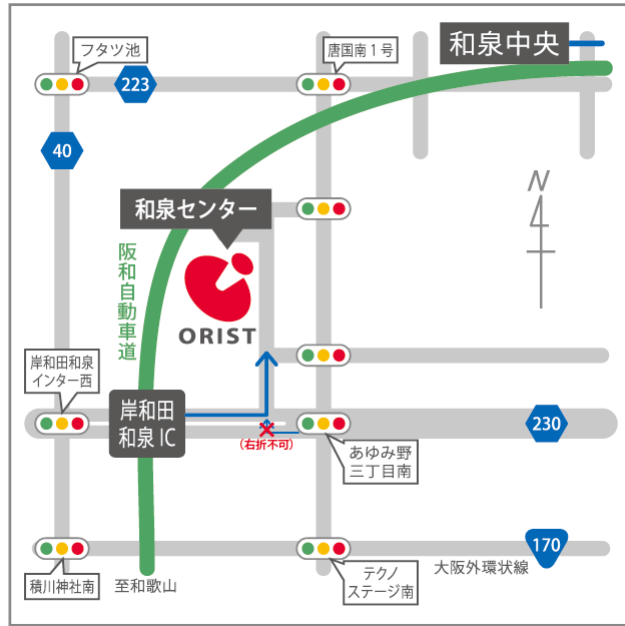 フタツ池
唐国南１号
和泉中央
223
40
N
和泉センター
阪和自動車道
ORIST
岸和田和泉
インター西
岸和田
和泉IC
(右折不可)
230
あゆみ野
三丁目南
170
大阪外環状線
積川神社南
至和歌山
テクノ
ステージ南